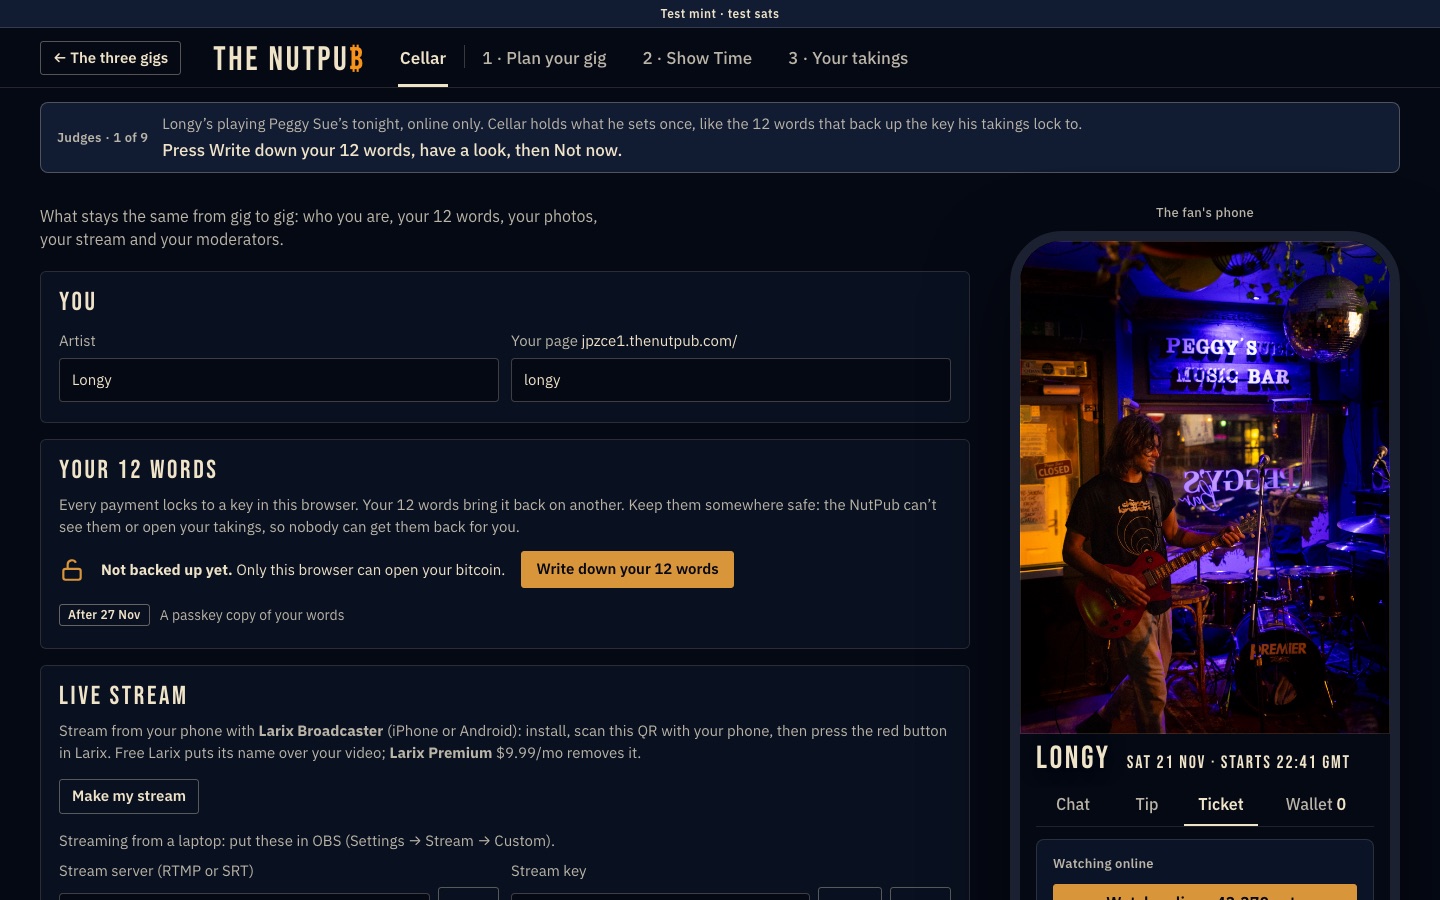 Test mint · test sats
← The three gigs
THE NUTPU₿
Cellar
1 · Plan your gig
2 · Show Time
3 · Your takings
Judges · 1 of 9
Longy’s playing Peggy Sue’s tonight, online only. Cellar holds what he sets once, like the 12 words that back up the key his takings lock to.
Press Write down your 12 words, have a look, then Not now.
What stays the same from gig to gig: who you are, your 12 words, your photos,
your stream and your moderators.
YOU
Artist
Your page jpzce1.thenutpub.com/
Longy
longy
YOUR 12 WORDS
Every payment locks to a key in this browser. Your 12 words bring it back on another. Keep them somewhere safe: the NutPub can’t
see them or open your takings, so nobody can get them back for you.
Not backed up yet. Only this browser can open your bitcoin.
Write down your 12 words
After 27 Nov
A passkey copy of your words
LIVE STREAM
Stream from your phone with Larix Broadcaster (iPhone or Android): install, scan this QR with your phone, then press the red button
in Larix. Free Larix puts its name over your video; Larix Premium $9.99/mo removes it.
Make my stream
Streaming from a laptop: put these in OBS (Settings → Stream → Custom).
Stream server (RTMP or SRT)
Stream key
The fan's phone
PEGGY'S
MUSIC BAR
CLOSED
PEGGY'S
Bar
PREMIER
LONGY
SAT 21 NOV · STARTS 22:41 GMT
Chat
Tip
Ticket
Wallet 0
Watching online